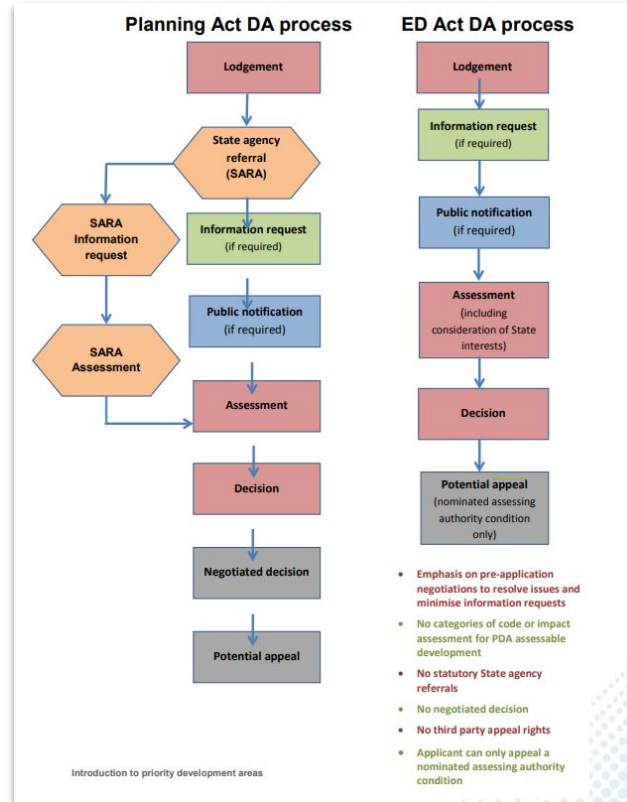 Planning Act DA process
Lodgement
State agency
referral
(SARA)
SARA
Information
request
Information request
(if required)
Public notification
(if required)
SARA
Assessment
Assessment
Decision
Negotiated decision
Potential appeal
ED Act DA process
Lodgement
Information request
(if required)
Public notification
(if required)
Assessment
(including
consideration of State
interests)
Decision
Potential appeal
(nominated assessing
authority condition
only)
• Emphasis on pre-application
negotiations to resolve issues and
minimise information requests
• No categories of code or impact
assessment for PDA assessable
development
• No statutory State agency
referrals
• No negotiated decision
• No third party appeal rights
• Applicant can only appeal a
nominated assessing authority
condition
Introduction to priority development areas